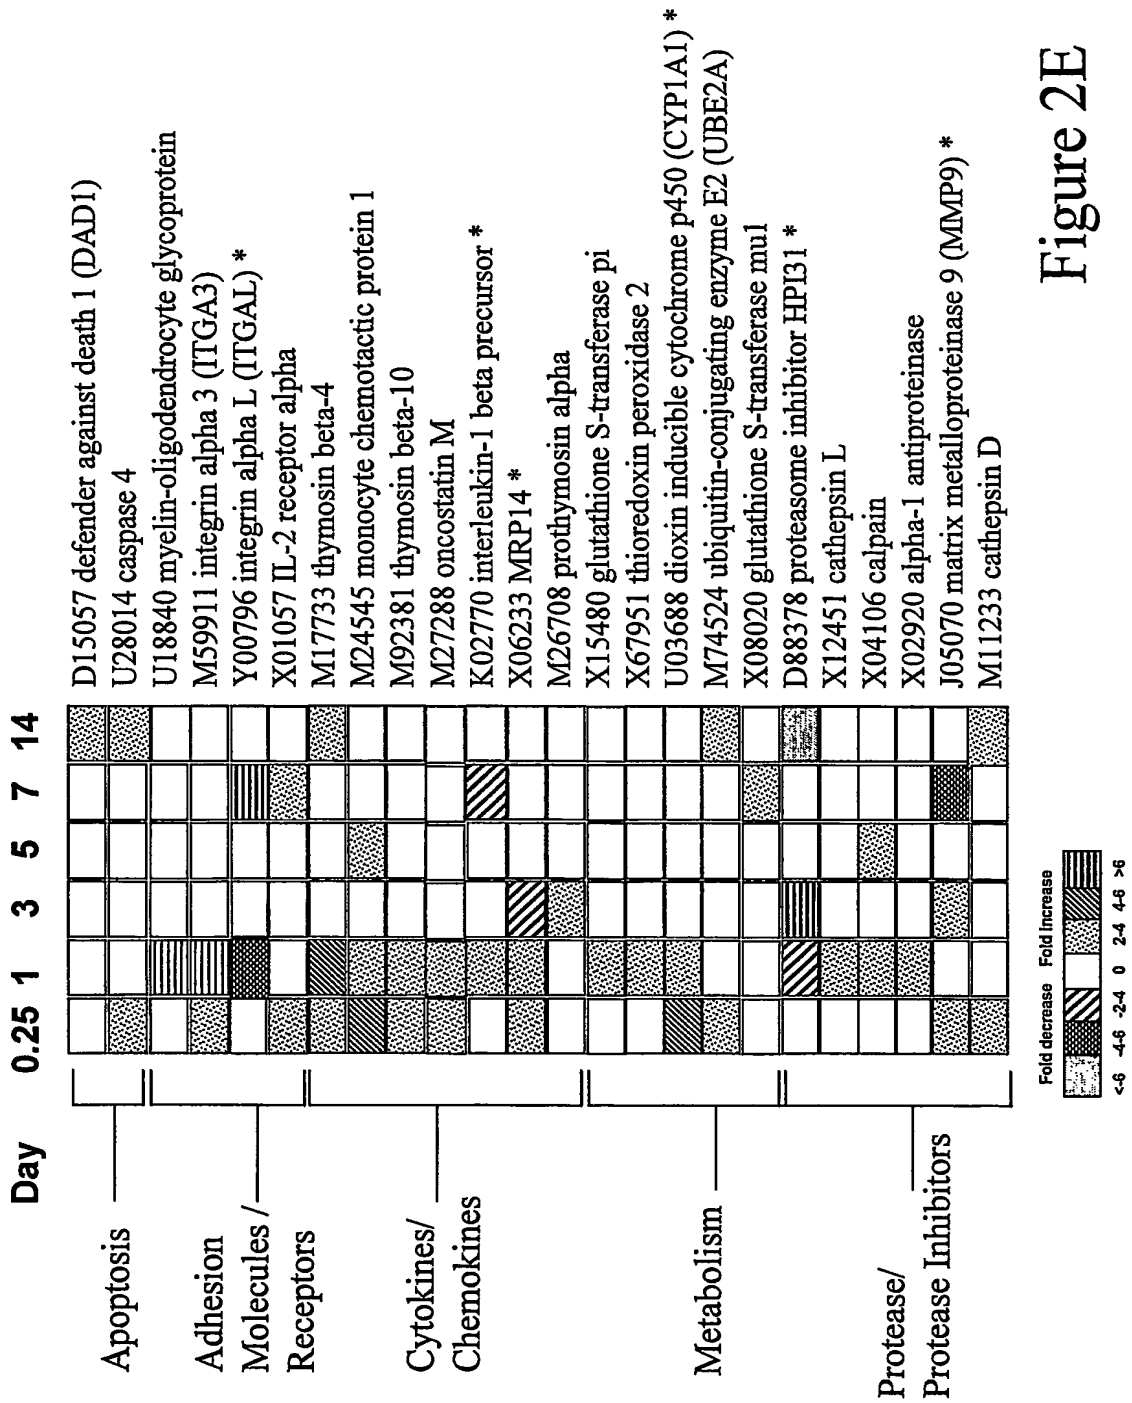 Day 0.25 1 3 5 7 14
Apoptosis
D15057 defender against death 1 (DAD1)
U28014 caspase 4
Adhesion
Molecules /
Receptors
U18840 myelin-oligodendrocyte glycoprotein
M59911 integrin alpha 3 (ITGA3)
Y00796 integrin alpha L (ITGAL) *
X01057 IL-2 receptor alpha
Cytokines/
Chemokines
M17733 thymosin beta-4
M24545 monocyte chemotactic protein 1
M92381 thymosin beta-10
M27288 oncostatin M
K02770 interleukin-1 beta precursor *
X06233 MRP14 *
M26708 prothymosin alpha
Metabolism
X15480 glutathione S-transferase pi
X67951 thioredoxin peroxidase 2
U03688 dioxin inducible cytochrome p450 (CYP1A1) *
M74524 ubiquitin-conjugating enzyme E2 (UBE2A)
X08020 glutathione S-transferase mu1
Protease/
Protease Inhibitors
D88378 proteasome inhibitor HPI31 *
X12451 cathepsin L
X04106 calpain
X02920 alpha-1 antiproteinase
J05070 matrix metalloproteinase 9 (MMP9) *
M11233 cathepsin D
Fold decrease Fold increase
<-6 -4-6 -2-4 0 2-4 4-6 >6
Figure 2E